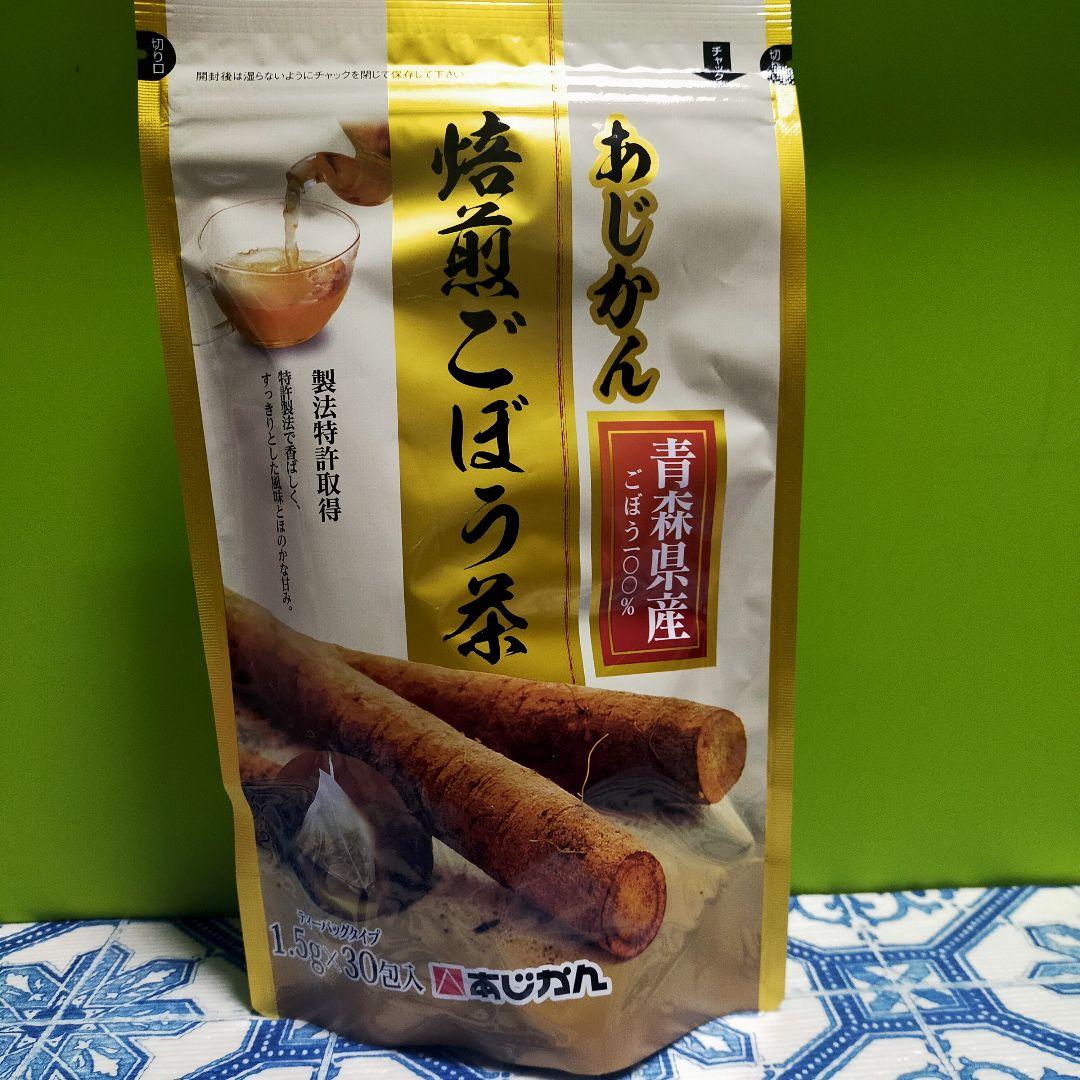 切り口
開封後は湿らないようにチャックを閉じて保存して下さい
チャック
切り口
あじかん
焙煎ごぼう茶
青森県産
ごぼう一〇〇%
製法特許取得
特許製法で香ばしく、
すっきりとした風味とほのかな甘み。
ティーバッグタイプ
1.5g×30包入
あじかん